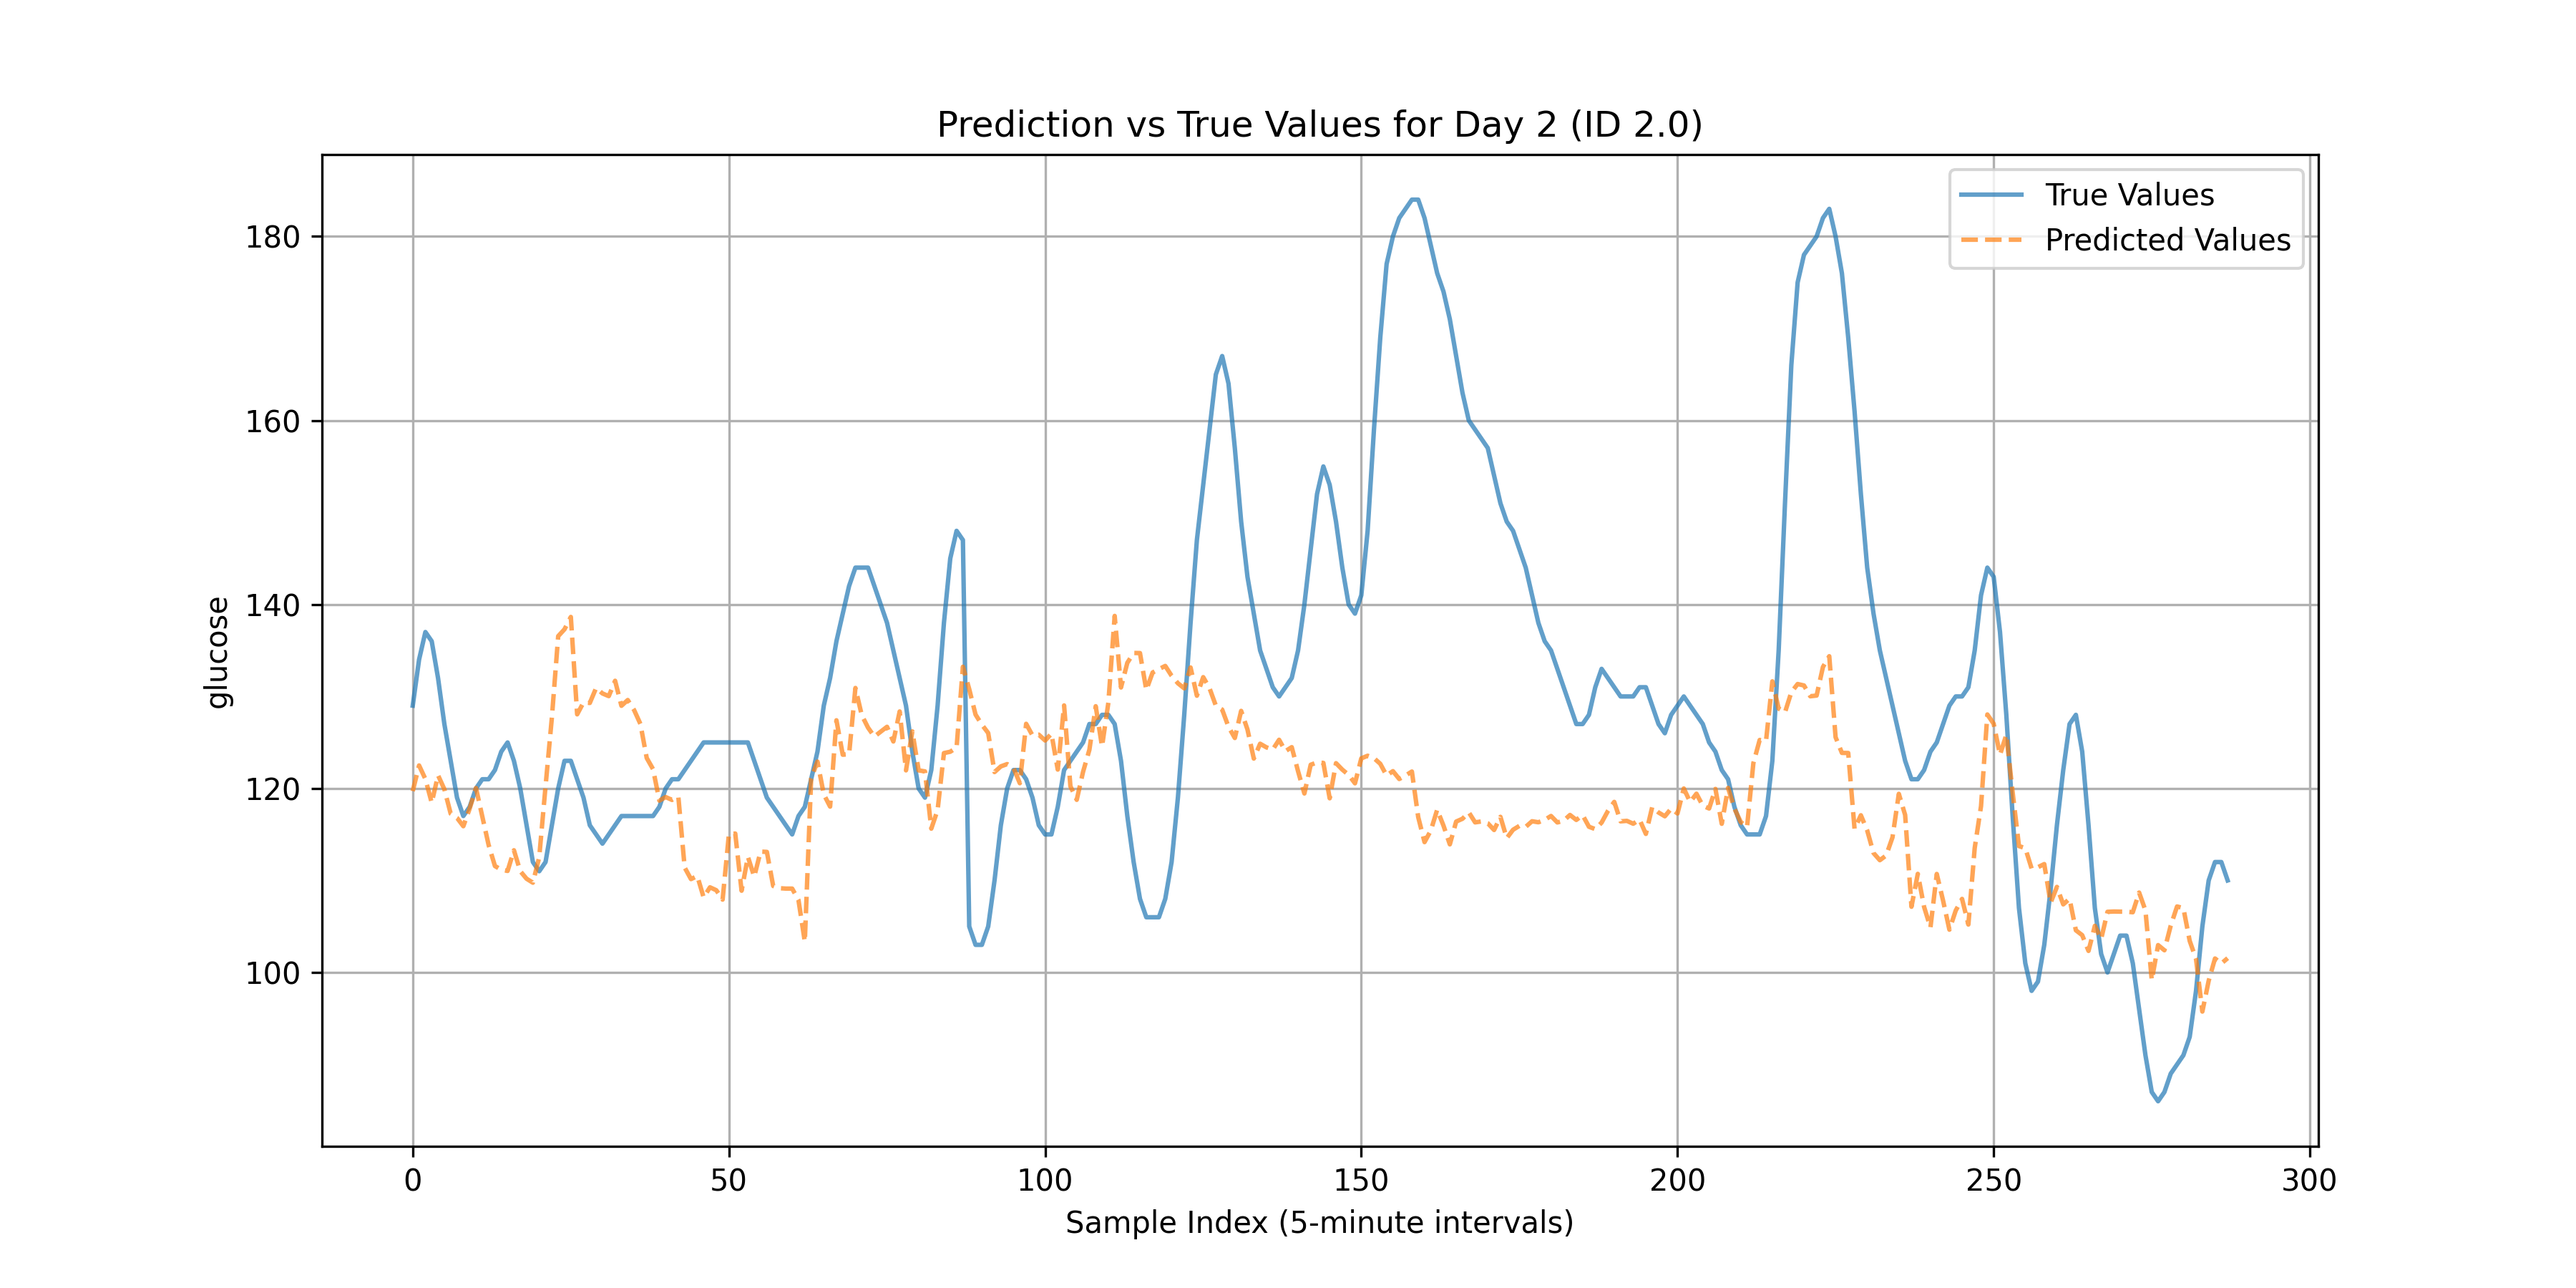 Prediction vs True Values for Day 2 (ID 2.0)
True Values
Predicted Values
glucose
180
160
140
120
100
0 50 100 150 200 250 300
Sample Index (5-minute intervals)